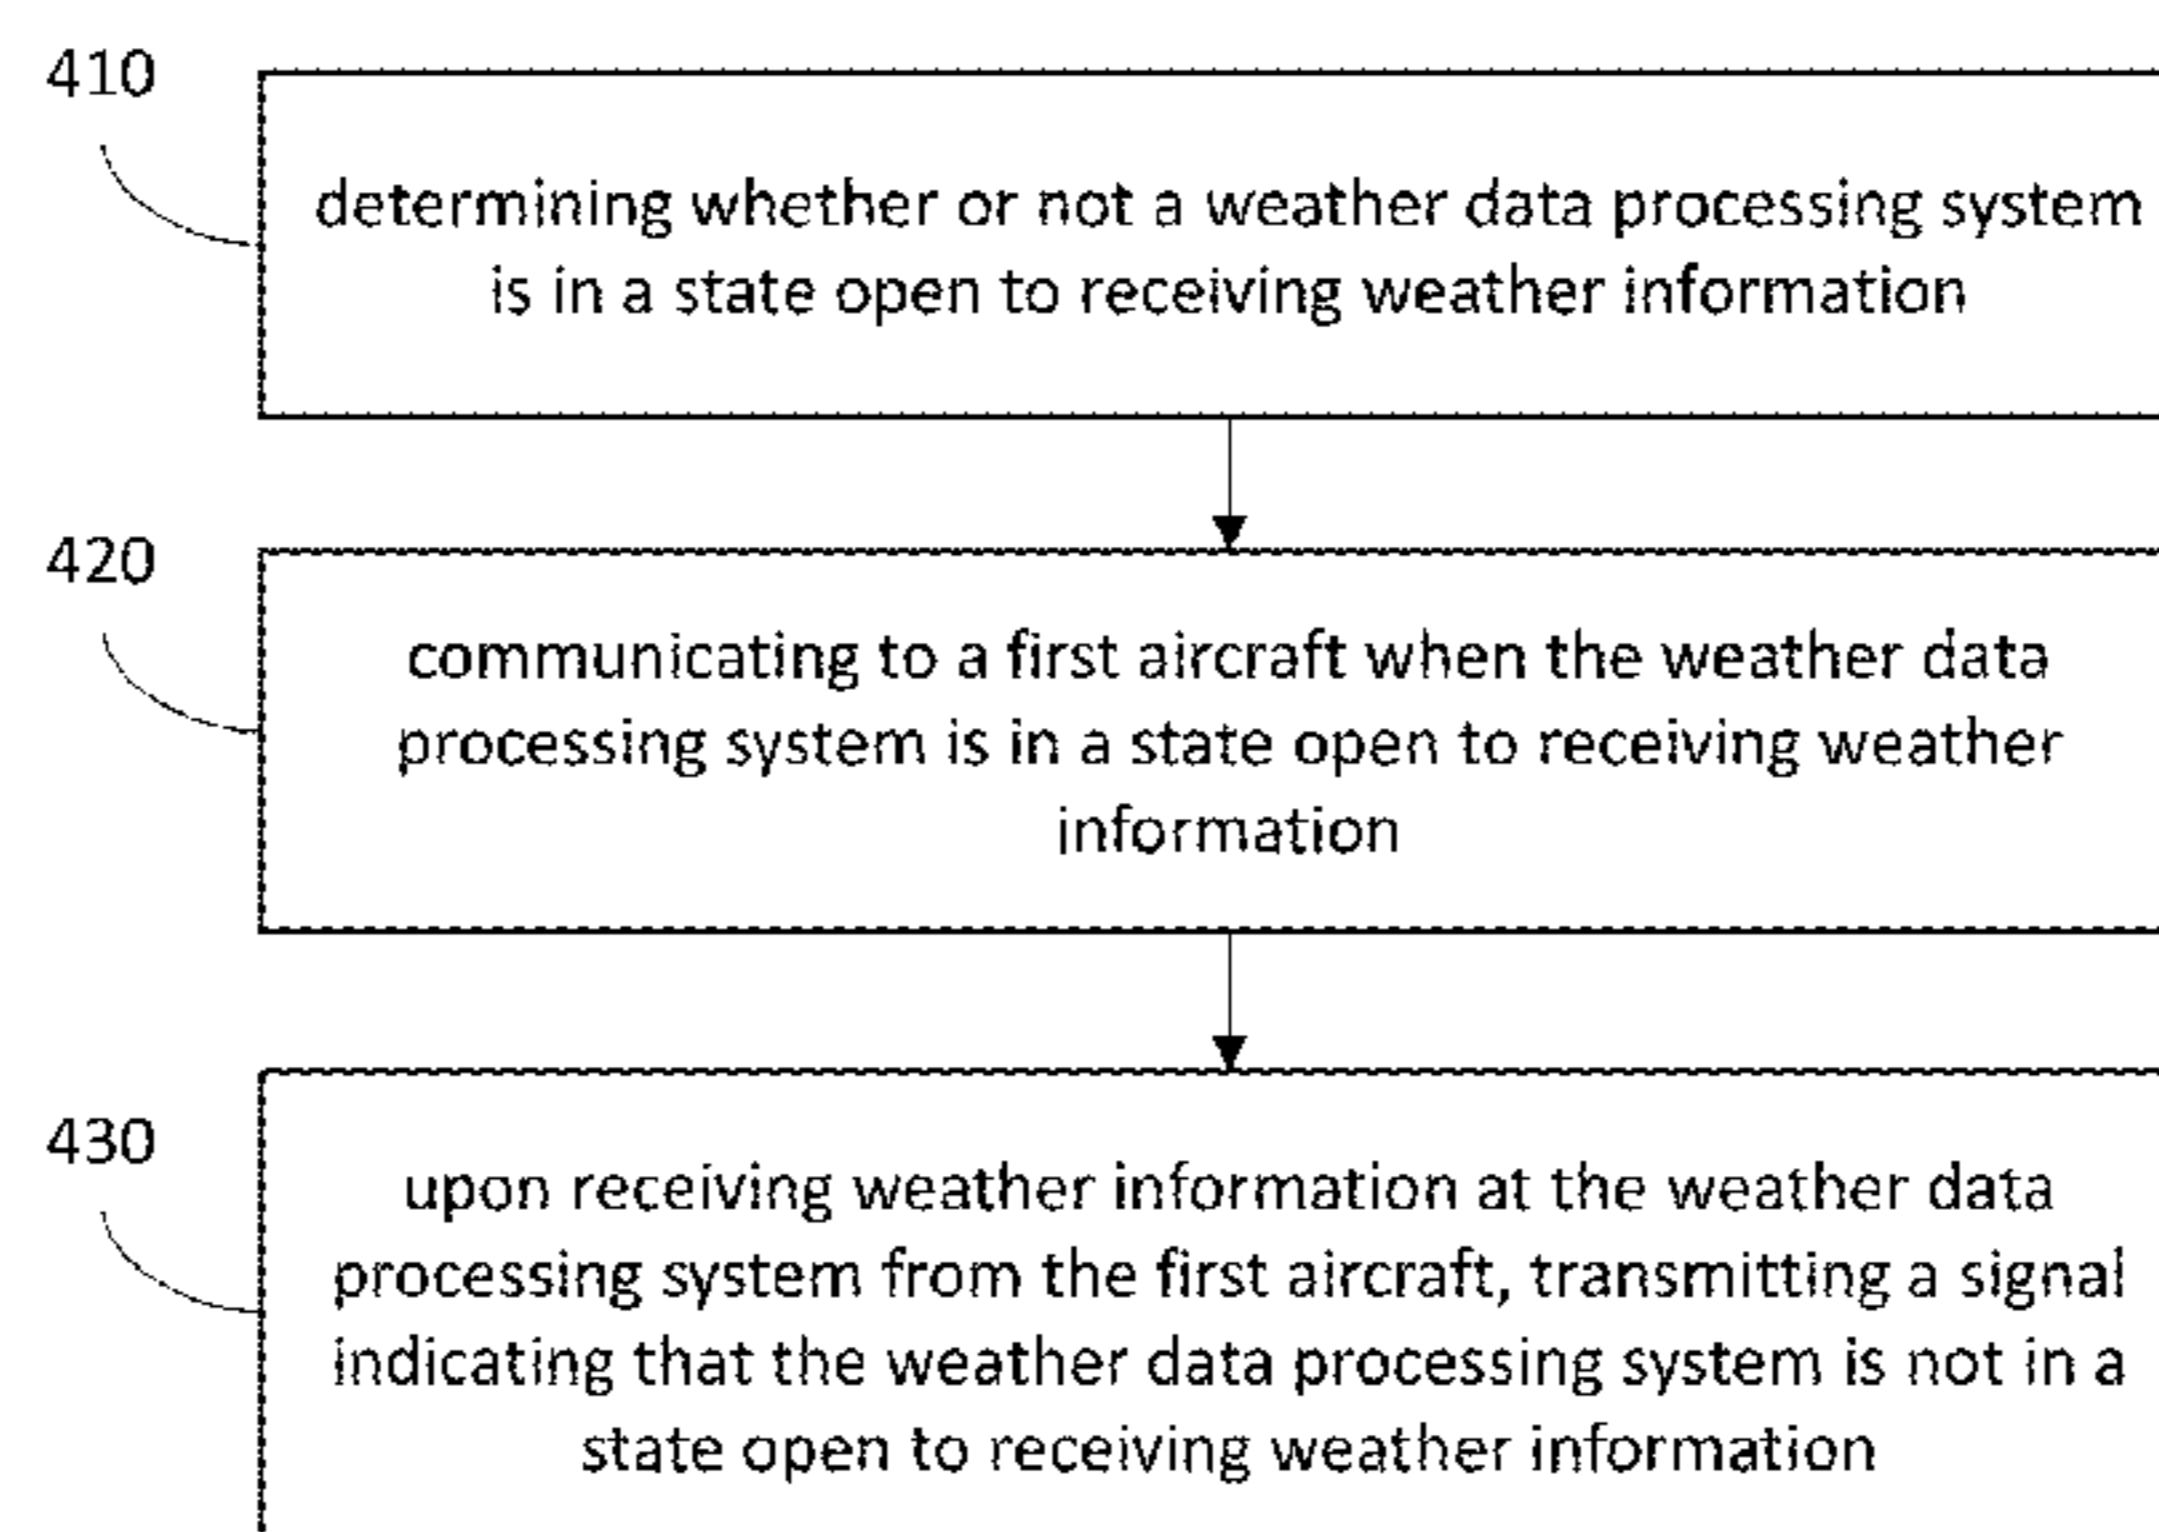 410
determining whether or not a weather data processing system
is in a state open to receiving weather information
420
communicating to a first aircraft when the weather data
processing system is in a state open to receiving weather
information
430
upon receiving weather information at the weather data
processing system from the first aircraft, transmitting a signal
indicating that the weather data processing system is not in a
state open to receiving weather information